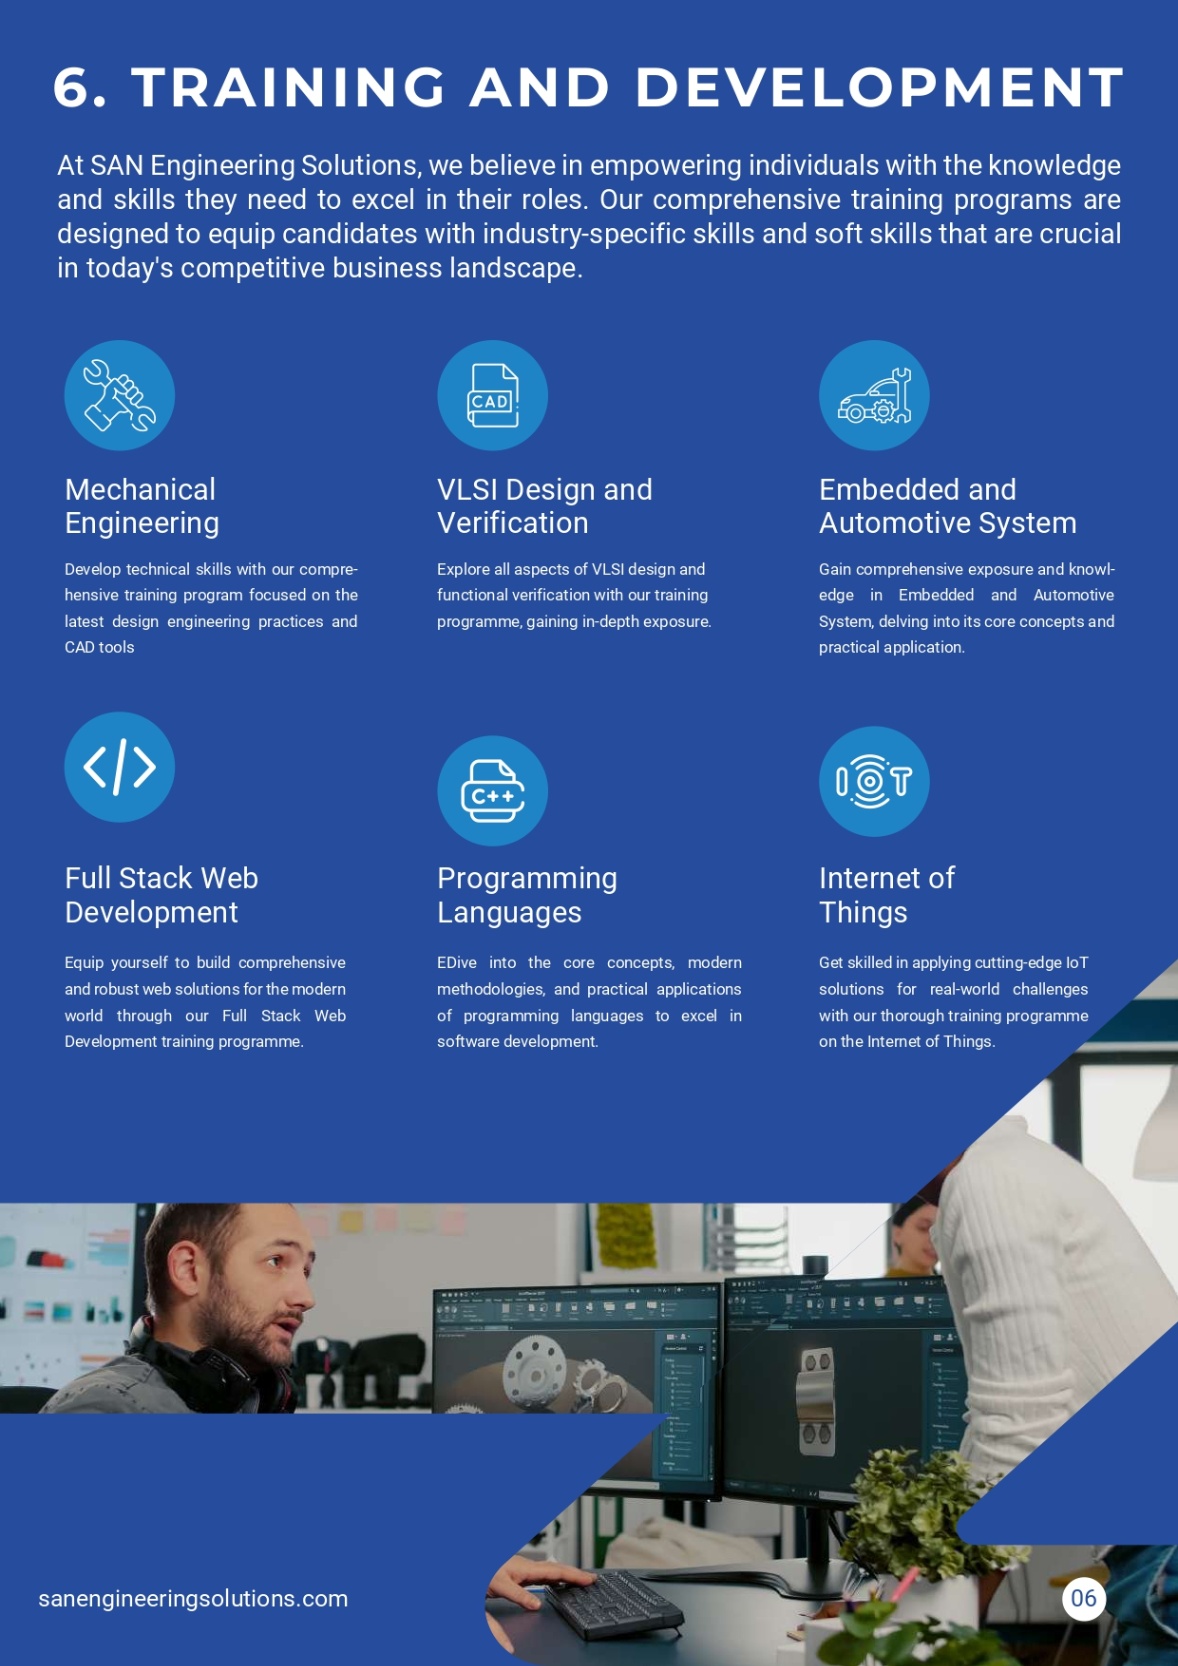 6. TRAINING AND DEVELOPMENT
At SAN Engineering Solutions, we believe in empowering individuals with the knowledge
and skills they need to excel in their roles. Our comprehensive training programs are
designed to equip candidates with industry-specific skills and soft skills that are crucial
in today's competitive business landscape.
Mechanical
Engineering
Develop technical skills with our compre-
hensive training program focused on the
latest design engineering practices and
CAD tools
CAD
VLSI Design and
Verification
Explore all aspects of VLSI design and
functional verification with our training
programme, gaining in-depth exposure.
Embedded and
Automotive System
Gain comprehensive exposure and knowl-
edge in Embedded and Automotive
System, delving into its core concepts and
practical application.
</>
Full Stack Web
Development
Equip yourself to build comprehensive
and robust web solutions for the modern
world through our Full Stack Web
Development training programme.
C++
Programming
Languages
EDive into the core concepts, modern
methodologies, and practical applications
of programming languages to excel in
software development.
IOT
Internet of
Things
Get skilled in applying cutting-edge IoT
solutions for real-world challenges
with our thorough training programme
on the Internet of Things.
sanengineeringsolutions.com
06